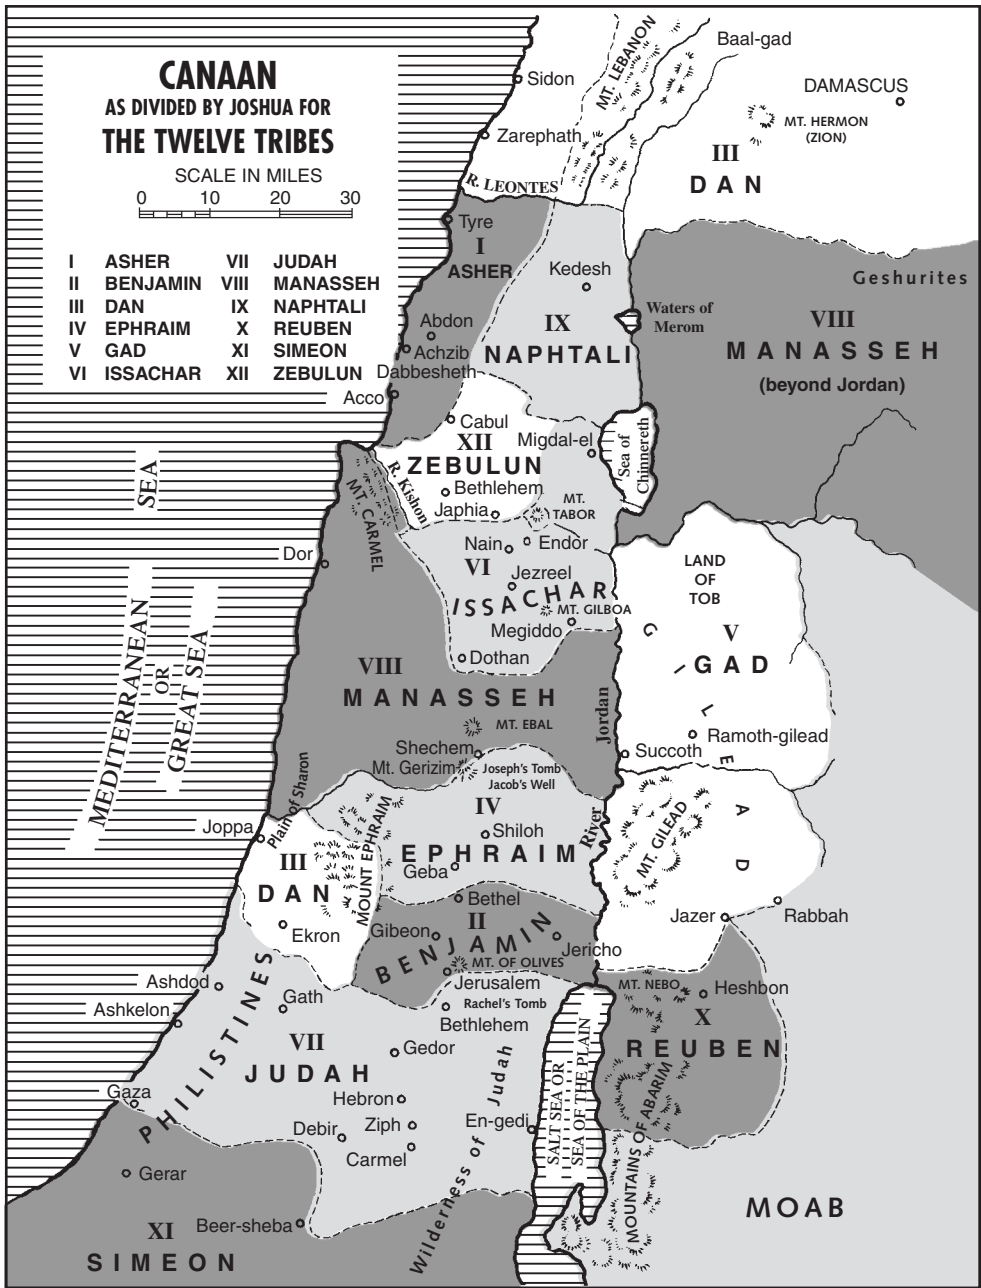 CANAAN
AS DIVIDED BY JOSHUA FOR
THE TWELVE TRIBES
SCALE IN MILES
0 10 20 30
I ASHER VII JUDAH
II BENJAMIN VIII MANASSEH
III DAN IX NAPHTALI
IV EPHRAIM X REUBEN
V GAD XI SIMEON
VI ISSACHAR XII ZEBULUN
MT. LEBANON
Baal-gad
Sidon
DAMASCUS
MT. HERMON
(ZION)
Zarephath
III
DAN
R. LEONTES
Tyre
I
ASHER
Kedesh
Geshurites
Waters of
Merom
VIII
MANASSEH
(beyond Jordan)
Abdon
IX
NAPHTALI
Achzib
Dabbesheth
Acco
Cabul
XII
ZEBULUN
Migdal-el
Sea of
Chinnereth
R. Kishon
Bethlehem
Japhia
MT.
TABOR
MT. CARMEL
SEA
Dor
Nain
Endor
VI
Jezreel
ISSACHAR
MT. GILBOA
Megiddo
Dothan
LAND
OF
TOB
V
GAD
GILEAD
MEDITERRANEAN
OR
GREAT SEA
VIII
MANASSEH
MT. EBAL
Jordan
River
Ramoth-gilead
Succoth
Shechem
Mt. Gerizim
Joseph's Tomb
Jacob's Well
Plain of Sharon
IV
Shiloh
EPHRAIM
Geba
MOUNT EPHRAIM
MT. GILEAD
Joppa
III
DAN
Ekron
Bethel
II
BENJAMIN
Gibeon
Jericho
MT. OF OLIVES
Jerusalem
Jazer
Rabbah
Rachel's Tomb
Bethlehem
MT. NEBO
Heshbon
X
REUBEN
Ashdod
Ashkelon
Gath
PHILISTINES
VII
JUDAH
Gedor
Hebron
Gaza
Debir
Ziph
Carmel
En-gedi
Wilderness of Judah
SALT SEA OR
SEA OF THE PLAIN
MOUNTAINS OF ABARIM
MOAB
Gerar
Beer-sheba
XI
SIMEON